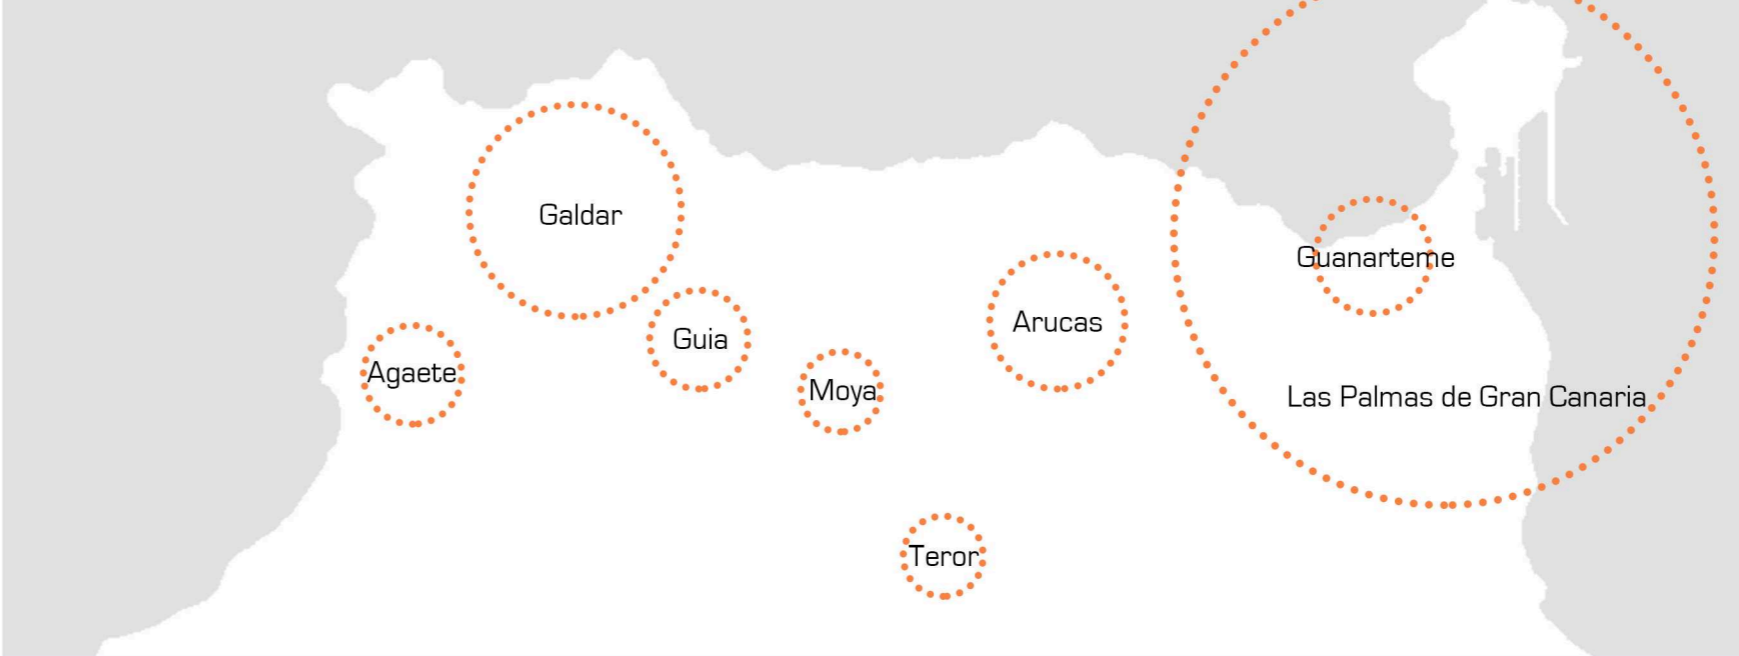 Galdar
Guanarteme
Arucas
Guia
Agaete
Moya
Las Palmas de Gran Canaria
Teror